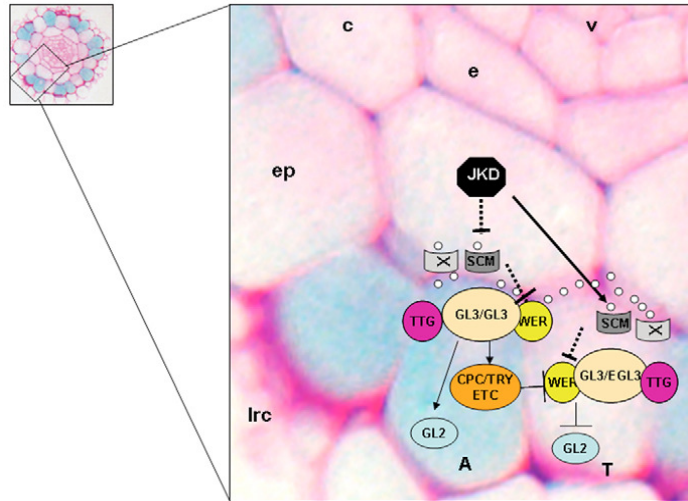 c
v
e
ep
JKD
X
SCM
TTG
GL3/GL3
WER
SCM
X
CPC/TRY
ETC
WER
GL3/EGL3
TTG
GL2
GL2
lrc
A
T